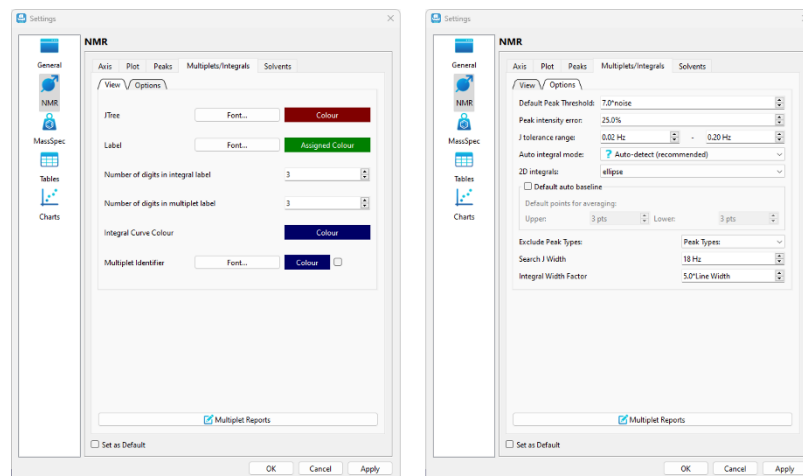 Settings
General
NMR
MassSpec
Tables
Charts
NMR
Axis Plot Peaks Multiplets/Integrals Solvents
View Options
JTree Font... Colour
Label Font... Assigned Colour
Number of digits in integral label 3
Number of digits in multiplet label 3
Integral Curve Colour Colour
Multiplet Identifier Font... Colour
Multiplet Reports
Set as Default
OK Cancel Apply
Settings
General
NMR
MassSpec
Tables
Charts
NMR
Axis Plot Peaks Multiplets/Integrals Solvents
View Options
Default Peak Threshold: 7.0*noise
Peak intensity error: 25.0%
J tolerance range: 0.02 Hz - 0.20 Hz
Auto integral mode: ? Auto-detect (recommended)
2D integrals: ellipse
Default auto baseline
Default points for averaging:
Upper: 3 pts Lower: 3 pts
Exclude Peak Types: Peak Types:
Search J Width 18 Hz
Integral Width Factor 5.0*Line Width
Multiplet Reports
Set as Default
OK Cancel Apply